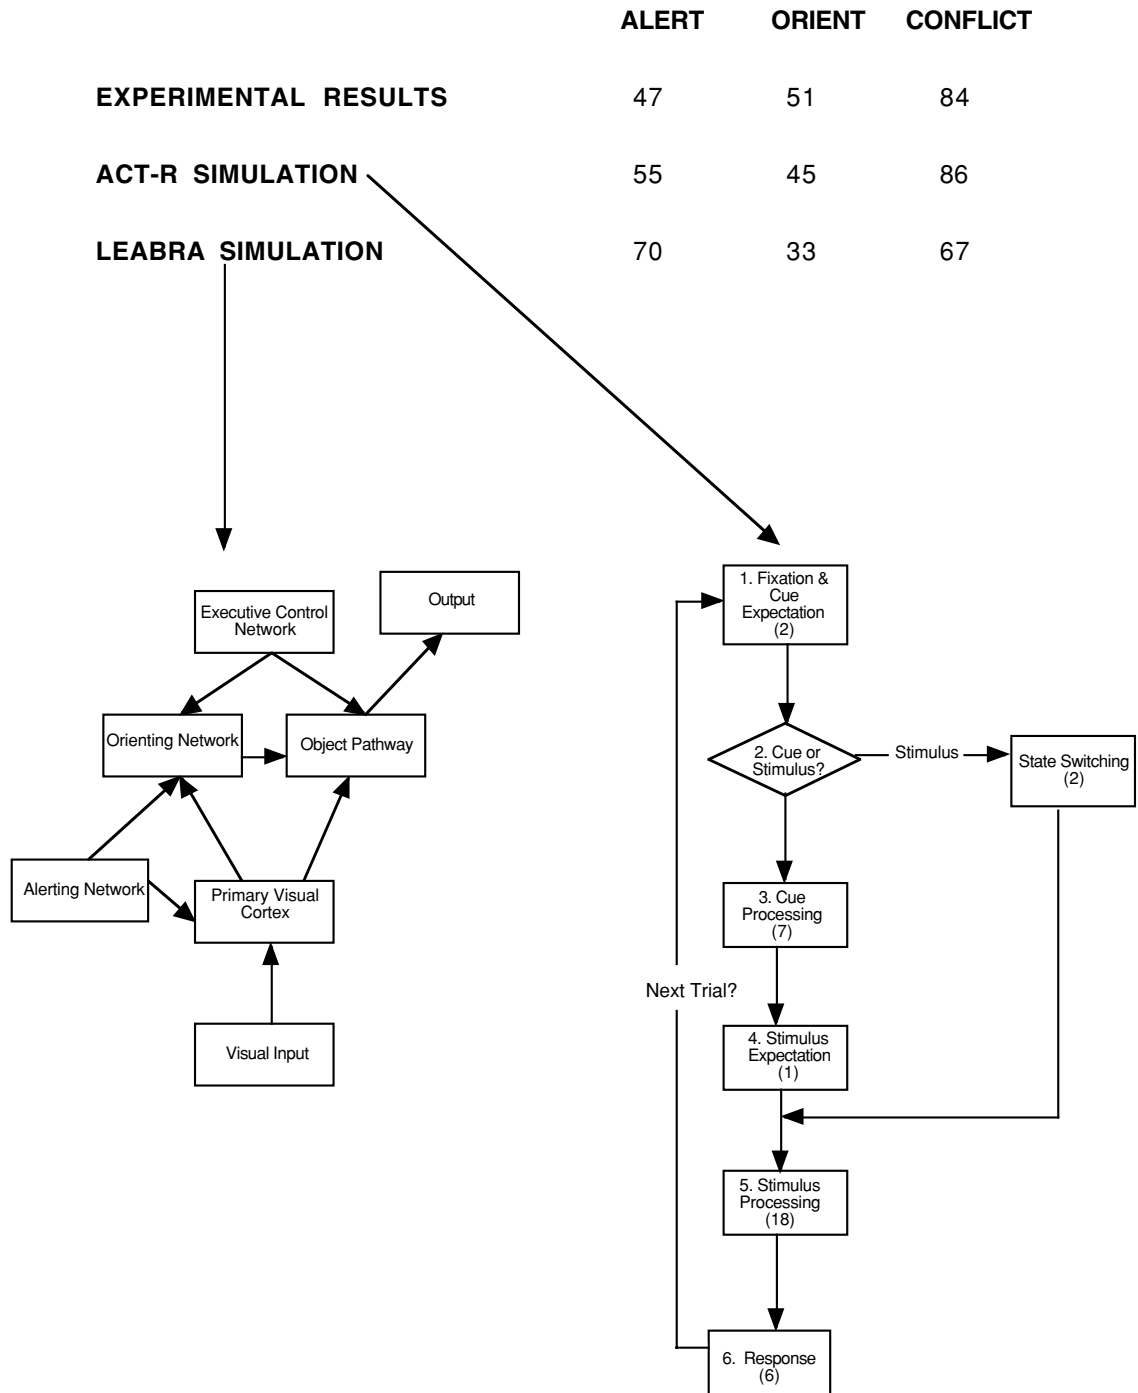 ALERT ORIENT CONFLICT
EXPERIMENTAL RESULTS 47 51 84
ACT-R SIMULATION 55 45 86
LEABRA SIMULATION 70 33 67
Executive Control
Network
Output
Orienting Network
Object Pathway
Alerting Network
Primary Visual
Cortex
Visual Input
1. Fixation &
Cue
Expectation
(2)
2. Cue or
Stimulus?
Stimulus
State Switching
(2)
3. Cue
Processing
(7)
Next Trial?
4. Stimulus
Expectation
(1)
5. Stimulus
Processing
(18)
6. Response
(6)